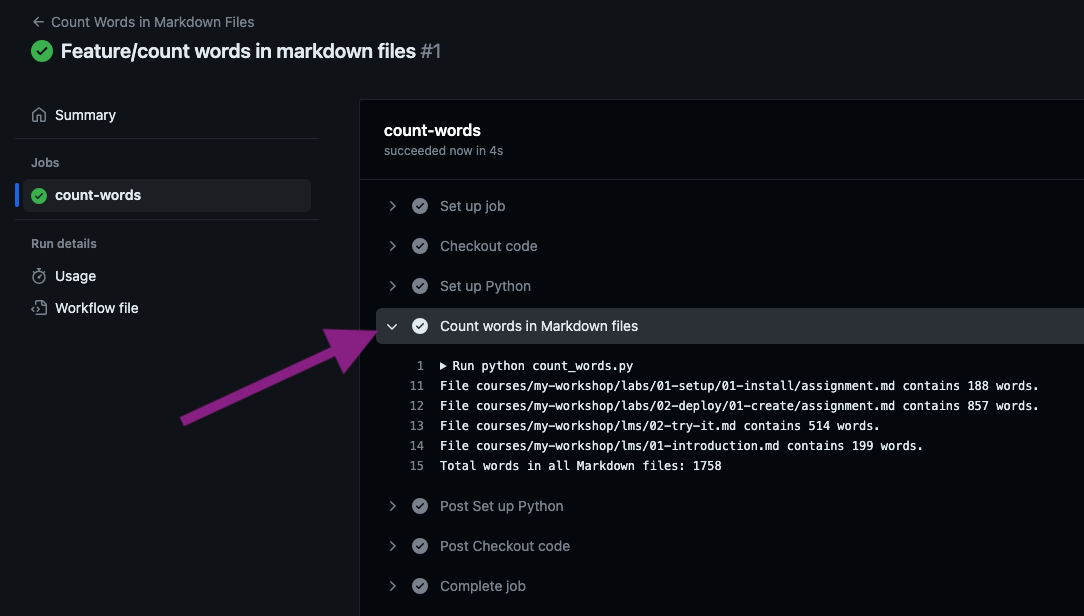 ← Count Words in Markdown Files
Feature/count words in markdown files #1
Summary
Jobs
count-words
Run details
Usage
Workflow file
count-words
succeeded now in 4s
Set up job
Checkout code
Set up Python
Count words in Markdown files
1 ▶ Run python count_words.py
11 File courses/my-workshop/labs/01-setup/01-install/assignment.md contains 188 words.
12 File courses/my-workshop/labs/02-deploy/01-create/assignment.md contains 857 words.
13 File courses/my-workshop/lms/02-try-it.md contains 514 words.
14 File courses/my-workshop/lms/01-introduction.md contains 199 words.
15 Total words in all Markdown files: 1758
Post Set up Python
Post Checkout code
Complete job